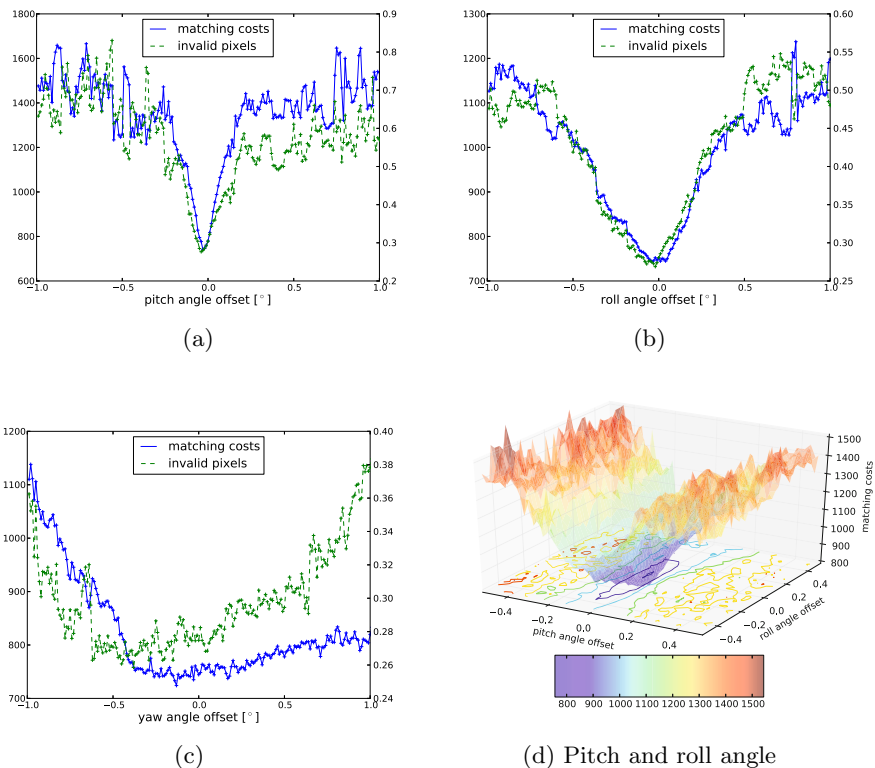 matching costs
invalid pixels
1800
1600
1400
1200
1000
800
600
0.9
0.8
0.7
0.6
0.5
0.4
0.3
0.2
−1.0 −0.5 0.0 0.5 1.0
pitch angle offset [°]
(a)
matching costs
invalid pixels
1300
1200
1100
1000
900
800
700
0.60
0.55
0.50
0.45
0.40
0.35
0.30
0.25
−1.0 −0.5 0.0 0.5 1.0
roll angle offset [°]
(b)
matching costs
invalid pixels
1200
1100
1000
900
800
700
0.40
0.38
0.36
0.34
0.32
0.30
0.28
0.26
0.24
−1.0 −0.5 0.0 0.5 1.0
yaw angle offset [°]
(c)
1500
1400
1300
1200
1100
1000
900
800
matching costs
−0.4 −0.2 0.0 0.2 0.4
pitch angle offset
−0.4 −0.2 0.0 0.2 0.4
roll angle offset
800 900 1000 1100 1200 1300 1400 1500
(d) Pitch and roll angle